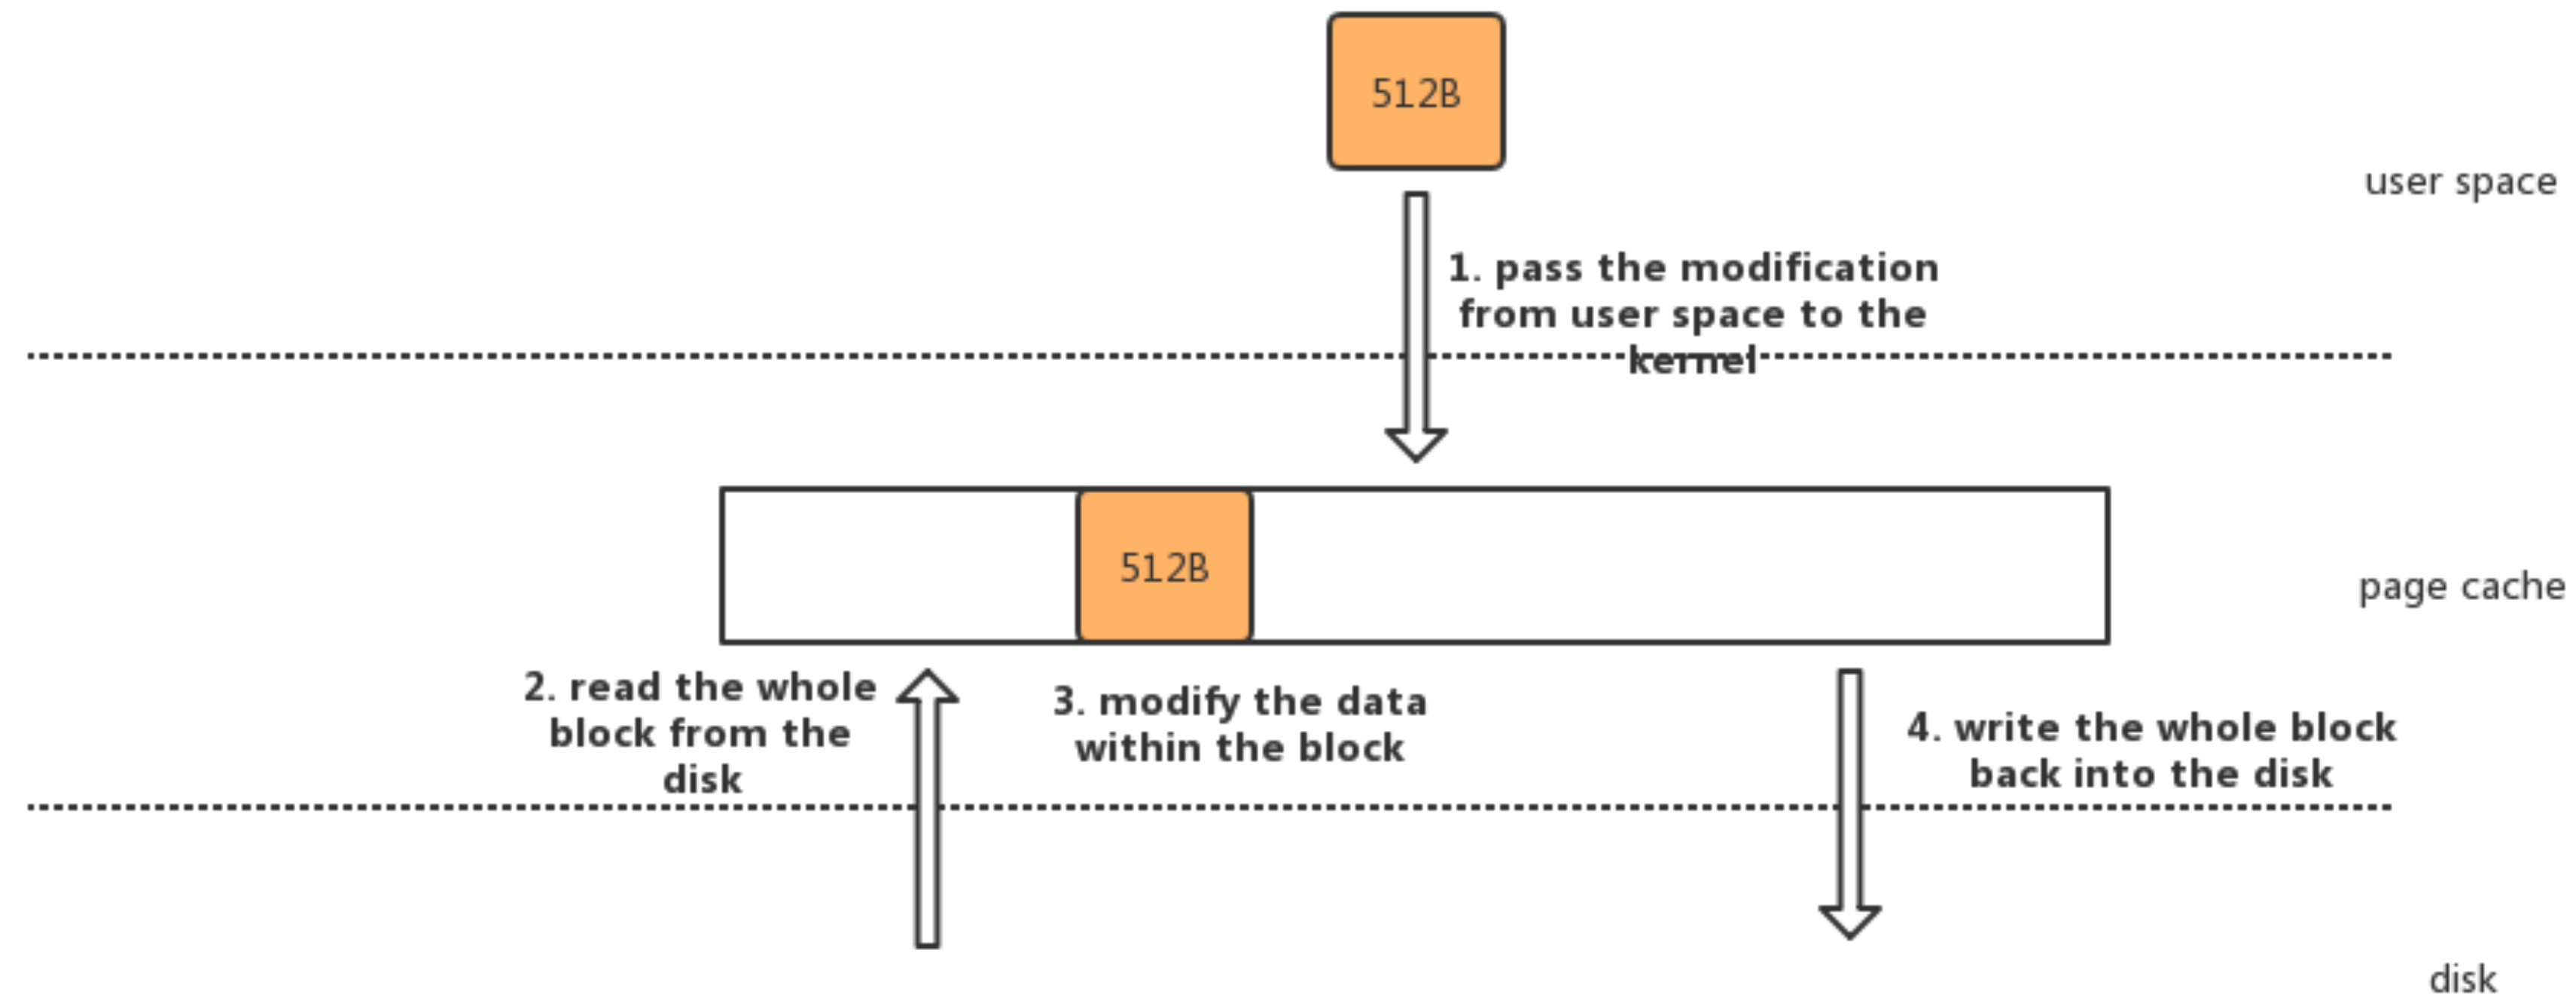 512B
user space
1. pass the modification
from user space to the
kernel
512B
page cache
2. read the whole
block from the
disk
3. modify the data
within the block
4. write the whole block
back into the disk
disk